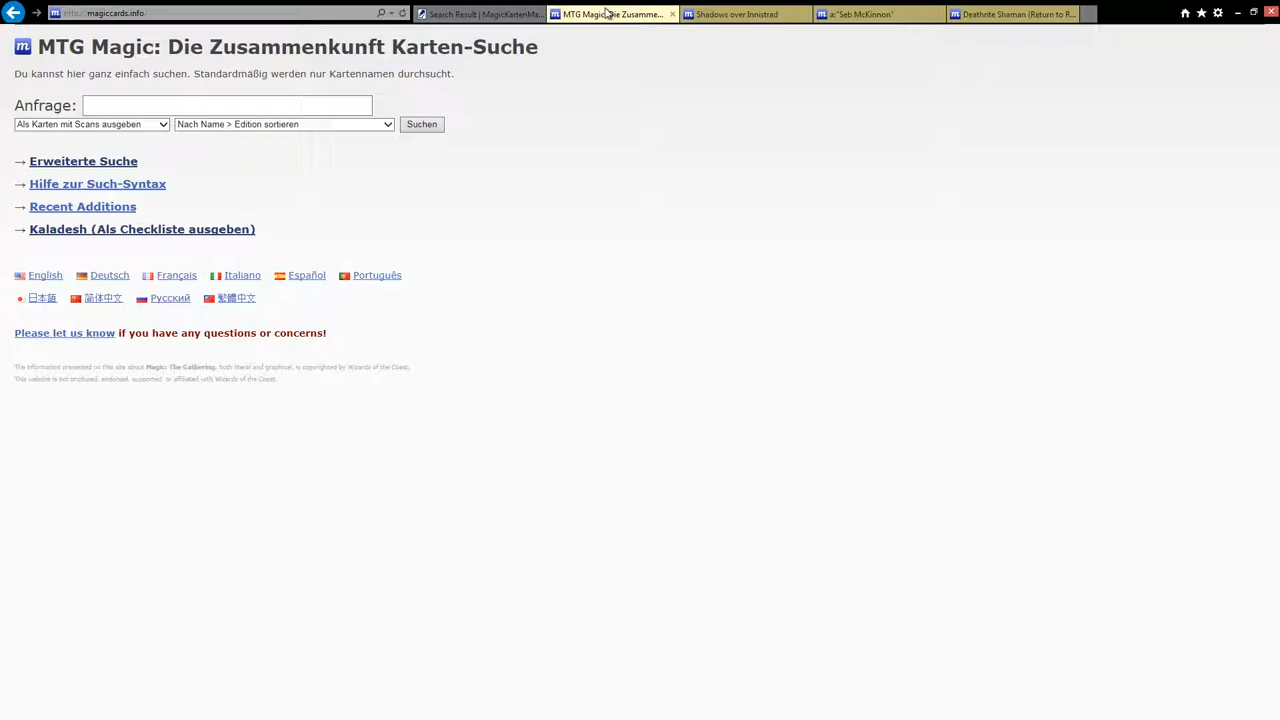 http://magiccards.info/
Search Result | MagicKartenMa...
MTG Magic: Die Zusamme...
Shadows over Innistrad
a:"Seb McKinnon"
Deathrite Shaman (Return to R...
MTG Magic: Die Zusammenkunft Karten-Suche
Du kannst hier ganz einfach suchen. Standardmäßig werden nur Kartennamen durchsucht.
Anfrage:
Als Karten mit Scans ausgeben Nach Name > Edition sortieren Suchen
→ Erweiterte Suche
→ Hilfe zur Such-Syntax
→ Recent Additions
→ Kaladesh (Als Checkliste ausgeben)
English Deutsch Français Italiano Español Português
日本語 简体中文 Русский 繁體中文
Please let us know if you have any questions or concerns!
The information presented on this site about Magic: The Gathering, both literal and graphical, is copyrighted by Wizards of the Coast.
This website is not produced, endorsed, supported, or affiliated with Wizards of the Coast.